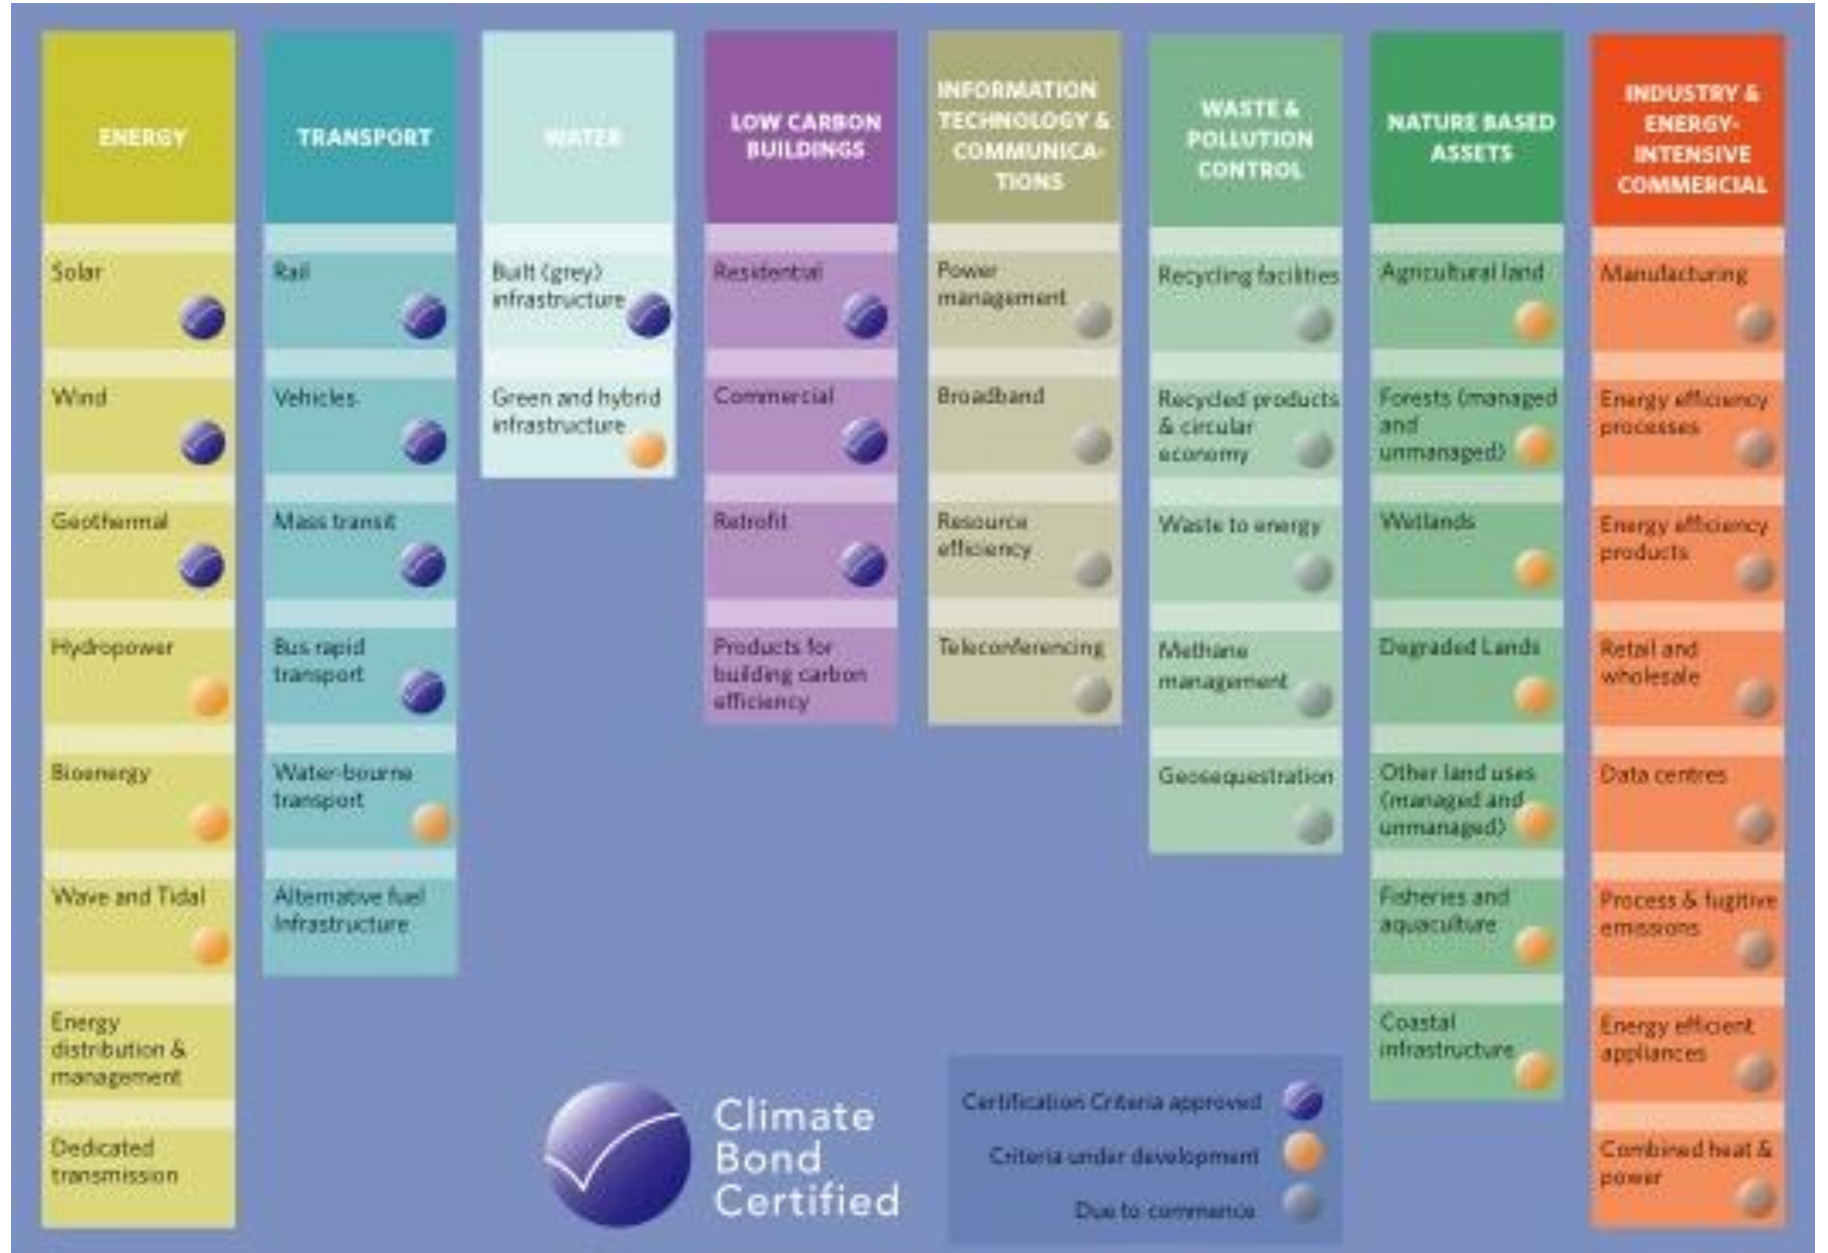 ENERGY
Solar
Wind
Geothermal
Hydropower
Bioenergy
Wave and Tidal
Energy
distribution &
management
Dedicated
transmission
TRANSPORT
Rail
Vehicles
Mass transit
Bus rapid
transport
Water-bourne
transport
Alternative fuel
Infrastructure
WATER
Built (grey)
infrastructure
Green and hybrid
infrastructure
LOW CARBON
BUILDINGS
Residential
Commercial
Retrofit
Products for
building carbon
efficiency
INFORMATION
TECHNOLOGY &
COMMUNICA-
TIONS
Power
management
Broadband
Resource
efficiency
Teleconferencing
WASTE &
POLLUTION
CONTROL
Recycling facilities
Recycled products
& circular
economy
Waste to energy
Methane
management
Geosequestration
NATURE BASED
ASSETS
Agricultural land
Forests (managed
and
unmanaged)
Wetlands
Degraded Lands
Other land uses
(managed and
unmanaged)
Fisheries and
aquaculture
Coastal
infrastructure
INDUSTRY &
ENERGY-
INTENSIVE
COMMERCIAL
Manufacturing
Energy efficiency
processes
Energy efficiency
products
Retail and
wholesale
Data centres
Process & fugitive
emissions
Energy efficient
appliances
Combined heat &
power
Climate
Bond
Certified
Certification Criteria approved
Criteria under development
Due to commence